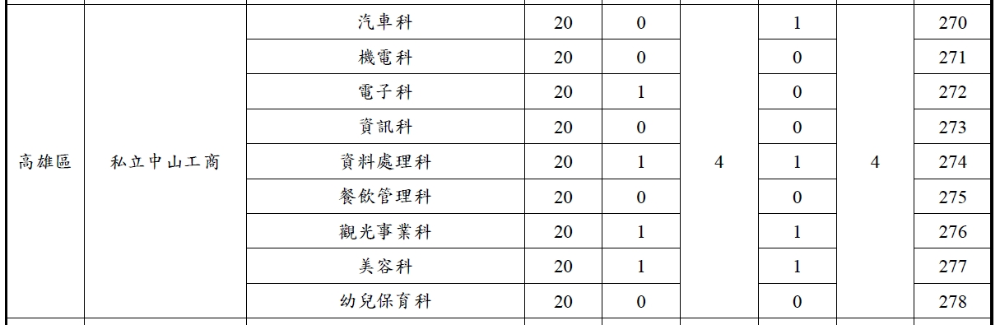 汽車科 20 0 1 270
機電科 20 0 0 271
電子科 20 1 0 272
資訊科 20 0 0 273
高雄區 私立中山工商 資料處理科 20 1 4 1 4 274
餐飲管理科 20 0 0 275
觀光事業科 20 1 1 276
美容科 20 1 1 277
幼兒保育科 20 0 0 278